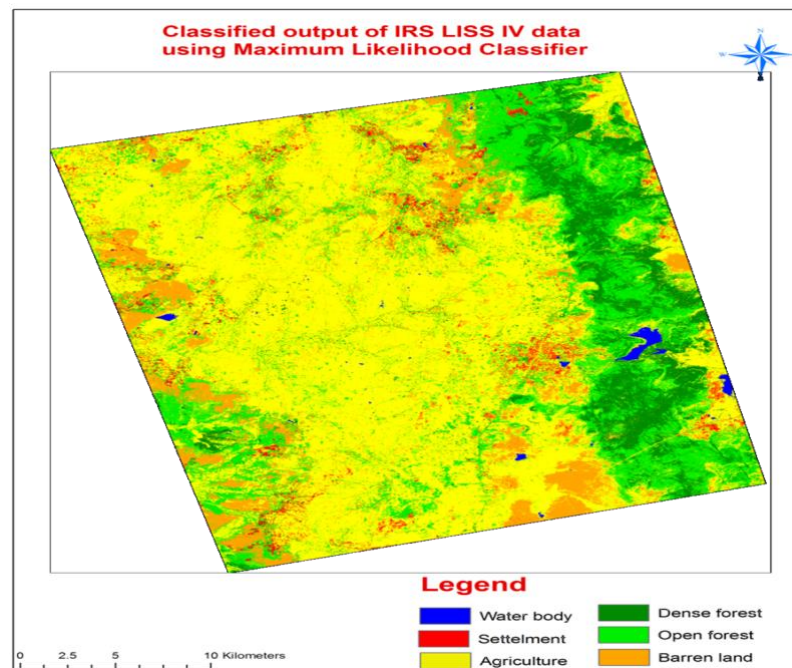 Classified output of IRS LISS IV data
using Maximum Likelihood Classifier
N
W
E
Legend
Water body
Settelment
Agriculture
Dense forest
Open forest
Barren land
0 2.5 5 10 Kilometers